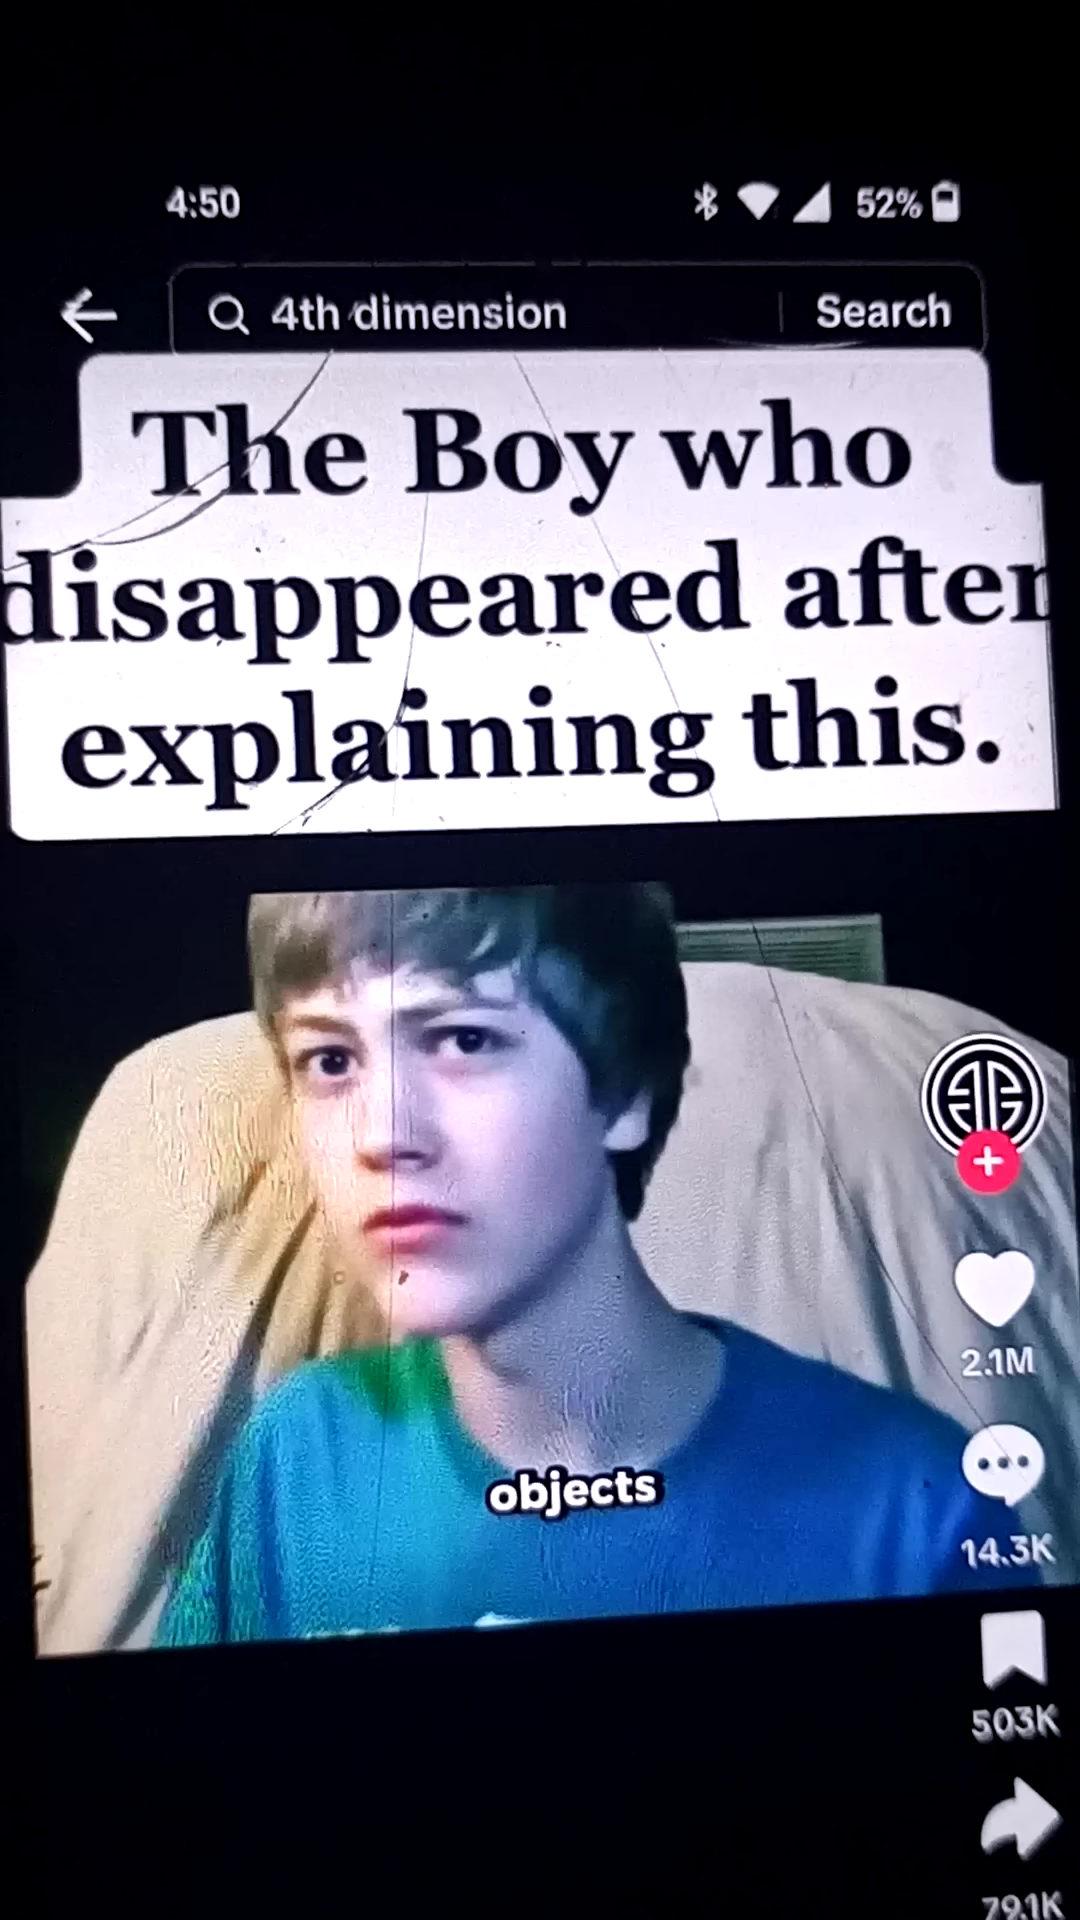 4:50
52%
4th dimension
Search
The Boy who
disappeared after
explaining this.
2.1M
objects
14.3K
503K
79.1K